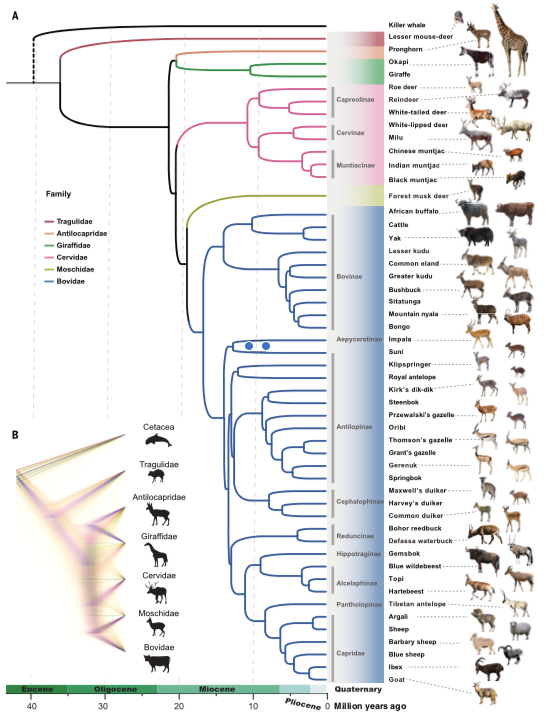 A
Killer whale
Lesser mouse-deer
Pronghorn
Okapi
Giraffe
Roe deer
Capreolinae
Reindeer
White-tailed deer
White-lipped deer
Cervinae
Milu
Chinese muntjac
Muntiacinae
Indian muntjac
Black muntjac
Forest musk deer
Family
Tragulidae
Antilocapridae
Giraffidae
Cervidae
Moschidae
Bovidae
African buffalo
Cattle
Yak
Lesser kudu
Common eland
Bovinae
Greater kudu
Bushbuck
Sitatunga
Mountain nyala
Bongo
Aepycerotinae
Impala
Suni
Klipspringer
Royal antelope
Kirk's dik-dik
Steenbok
Przewalski's gazelle
Antilopinae
Oribi
Thomson's gazelle
Grant's gazelle
Gerenuk
Springbok
Maxwell's duiker
Cephalophinae
Harvey's duiker
Common duiker
Bohor reedbuck
Reduncinae
Defassa waterbuck
Hippotraginae
Gemsbok
Blue wildebeest
Alcelaphinae
Topi
Hartebeest
Pantholopinae
Tibetan antelope
Argali
Sheep
Barbary sheep
Capridae
Blue sheep
Ibex
Goat
B
Cetacea
Tragulidae
Antilocapridae
Giraffidae
Cervidae
Moschidae
Bovidae
Eocene
Oligocene
Miocene
Pliocene
Quaternary
40
30
20
10
0
Million years ago